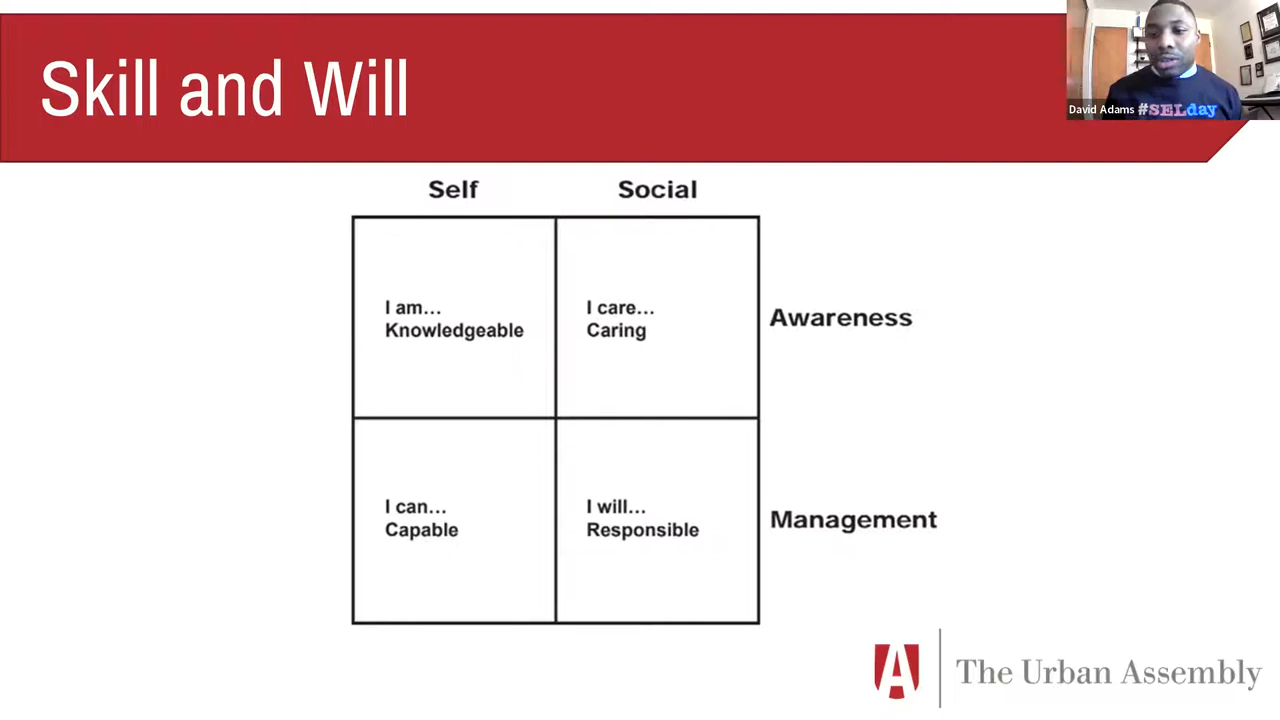 Skill and Will
David Adams
#SELday
Self
Social
I am…
Knowledgeable
I care…
Caring
Awareness
I can…
Capable
I will…
Responsible
Management
A
The Urban Assembly